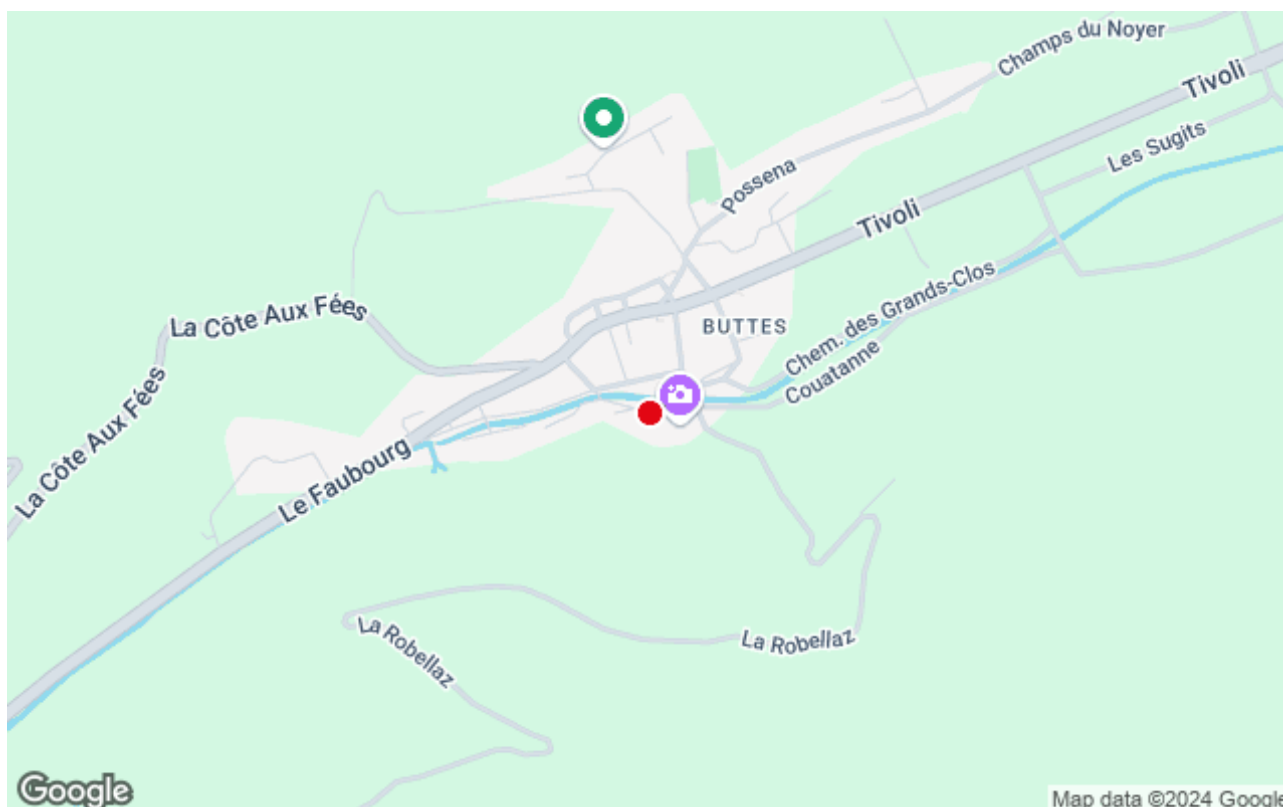 Champs du Noyer
Tivoli
Les Sugits
Possena
Tivoli
La Côte Aux Fées
BUTTES
Chem. des Grands-Clos
Couatanne
La Côte Aux Fées
Le Faubourg
La Robellaz
La Robellaz
Google
Map data ©2024 Google